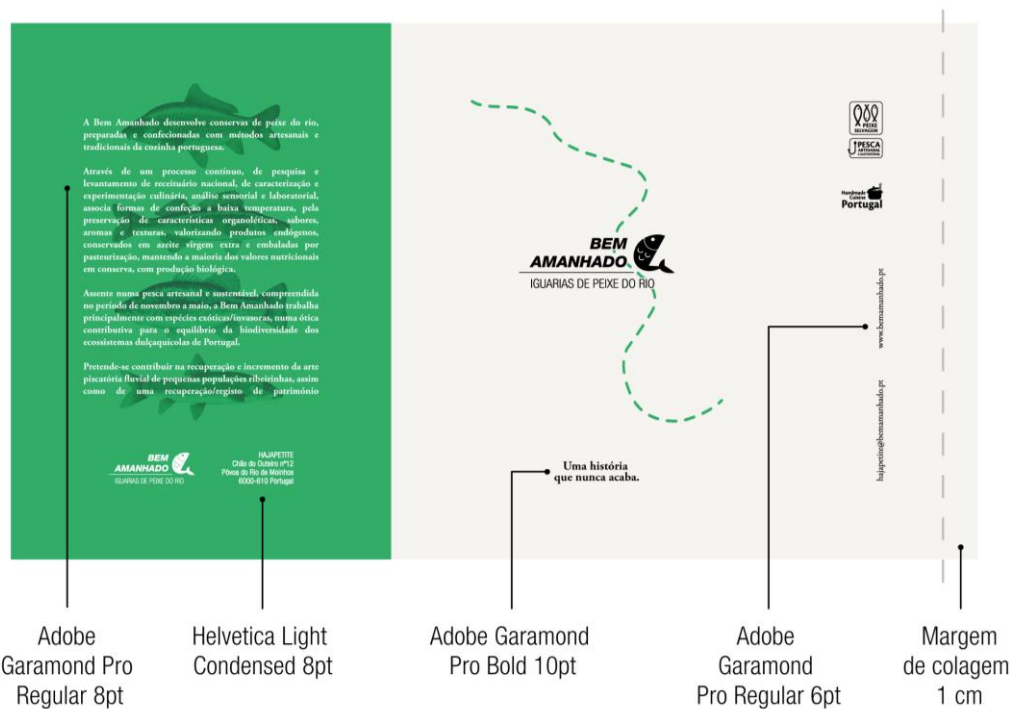 A Bem Amanhado desenvolve conservas de peixe do rio,
preparadas e confecionadas com métodos artesanais e
tradicionais da cozinha portuguesa.
Através de um processo contínuo, de pesquisa e
levantamento de receituário nacional, de caracterização e
experimentação culinária, análise sensorial e laboratorial,
associa formas de confeção a baixa temperatura, pela
preservação de características organoléticas, sabores,
aromas e texturas, valorizando produtos endógenos,
conservados em azeite virgem extra e embaladas por
pasteurização, mantendo a maioria dos valores nutricionais
em conserva, com produção biológica.
Assente numa pesca artesanal e sustentável, compreendida
no período de novembro a maio, a Bem Amanhado trabalha
principalmente com espécies exóticas/invasoras, numa ótica
contributiva para o equilíbrio da biodiversidade dos
ecossistemas dulçaquícolas de Portugal.
Pretende-se contribuir na recuperação e incremento da arte
piscatória fluvial de pequenas populações ribeirinhas, assim
como de uma recuperação/registo de património
BEM
AMANHADO
IGUARIAS DE PEIXE DO RIO
HAJAPETITE
Chão do Outeiro nº12
Póvoa do Rio de Moinhos
6000-610 Portugal
BEM
AMANHADO
IGUARIAS DE PEIXE DO RIO
Uma história
que nunca acaba.
PEIXE
SELVAGEM
PESCA
ARTESANAL
Handmade
Cuisine
Portugal
www.bemamanhado.pt
hajapetite@bemamanhado.pt
Adobe
Garamond Pro
Regular 8pt
Helvetica Light
Condensed 8pt
Adobe Garamond
Pro Bold 10pt
Adobe
Garamond
Pro Regular 6pt
Margem
de colagem
1 cm